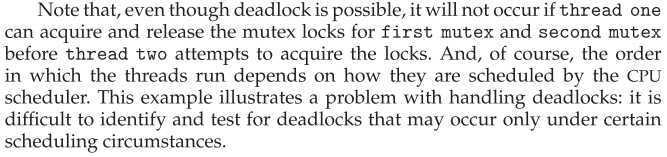 Note that, even though deadlock is possible, it will not occur if thread one
can acquire and release the mutex locks for first mutex and second mutex
before thread two attempts to acquire the locks. And, of course, the order
in which the threads run depends on how they are scheduled by the CPU
scheduler. This example illustrates a problem with handling deadlocks: it is
difficult to identify and test for deadlocks that may occur only under certain
scheduling circumstances.